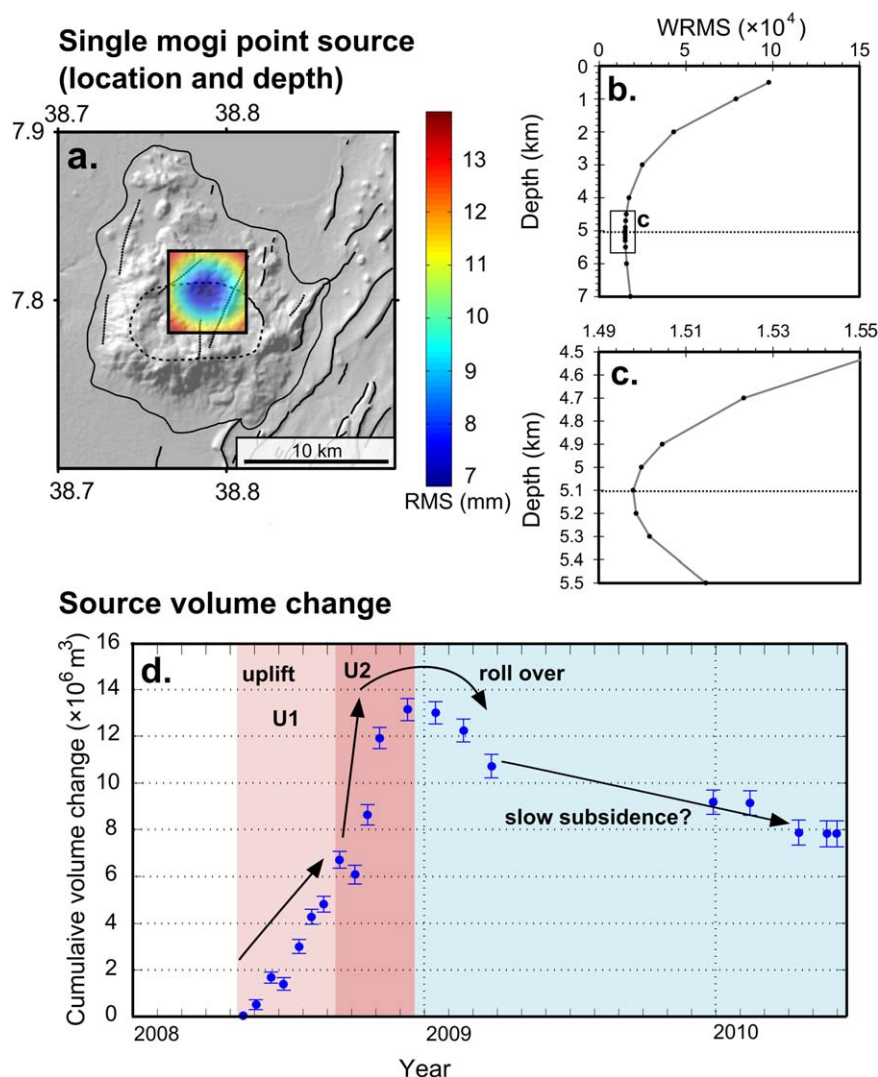 Single mogi point source
(location and depth)
38.7 38.8
7.9
7.8
a.
10 km
38.7 38.8
13
12
11
10
9
8
7
RMS (mm)
WRMS (×10⁴)
0 5 10 15
b.
Depth (km)
0
1
2
3
4
5
6
7
c
1.49 1.51 1.53 1.55
c.
Depth (km)
4.5
4.6
4.7
4.8
4.9
5
5.1
5.2
5.3
5.4
5.5
Source volume change
d.
Cumulaive volume change (×10⁶ m³)
16
14
12
10
8
6
4
2
0
uplift
U1
U2
roll over
slow subsidence?
2008 2009 2010
Year